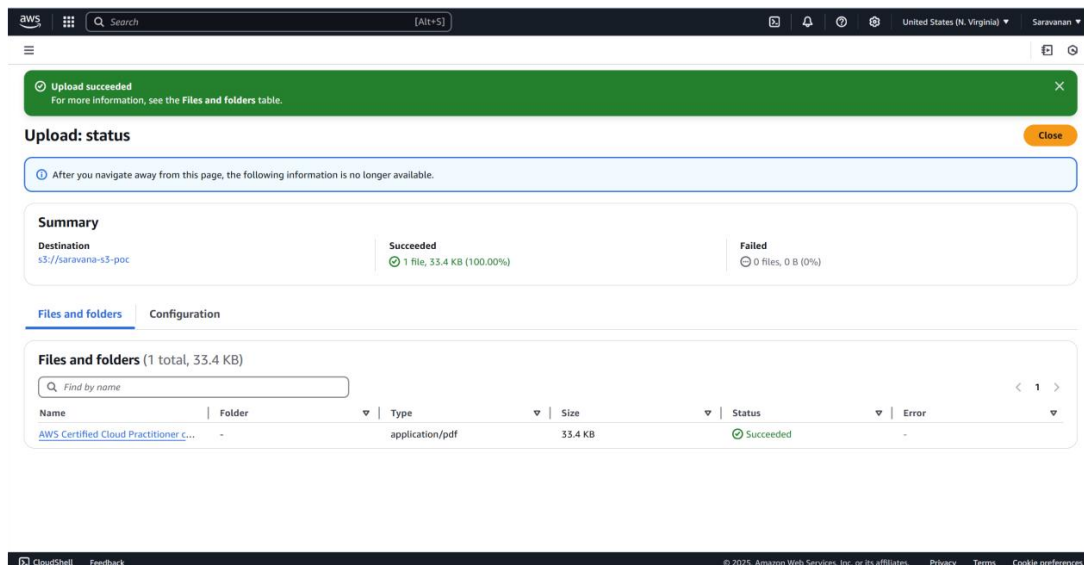 aws Search [Alt+S] United States (N. Virginia) Saravanan
Upload succeeded
For more information, see the Files and folders table.
Upload: status
Close
After you navigate away from this page, the following information is no longer available.
Summary
Destination Succeeded Failed
s3://saravana-s3-poc 1 file, 33.4 KB (100.00%) 0 files, 0 B (0%)
Files and folders Configuration
Files and folders (1 total, 33.4 KB)
Find by name
1
Name Folder Type Size Status Error
AWS Certified Cloud Practitioner c... - application/pdf 33.4 KB Succeeded -
CloudShell Feedback © 2025, Amazon Web Services, Inc. or its affiliates. Privacy Terms Cookie preferences